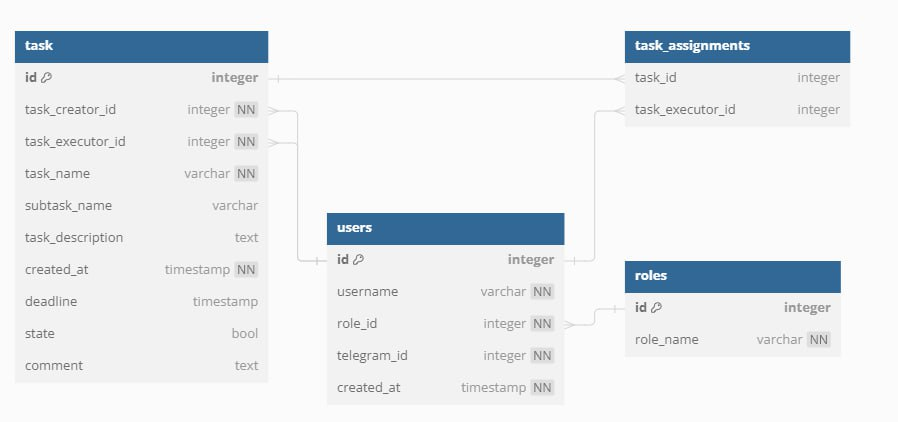 task
id integer
task_creator_id integer NN
task_executor_id integer NN
task_name varchar NN
subtask_name varchar
task_description text
created_at timestamp NN
deadline timestamp
state bool
comment text
task_assignments
task_id integer
task_executor_id integer
users
id integer
username varchar NN
role_id integer NN
telegram_id integer NN
created_at timestamp NN
roles
id integer
role_name varchar NN